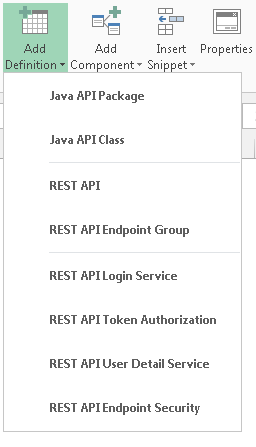 Add Definition
Add Component
Insert Snippet
Properties
Java API Package
Java API Class
REST API
REST API Endpoint Group
REST API Login Service
REST API Token Authorization
REST API User Detail Service
REST API Endpoint Security